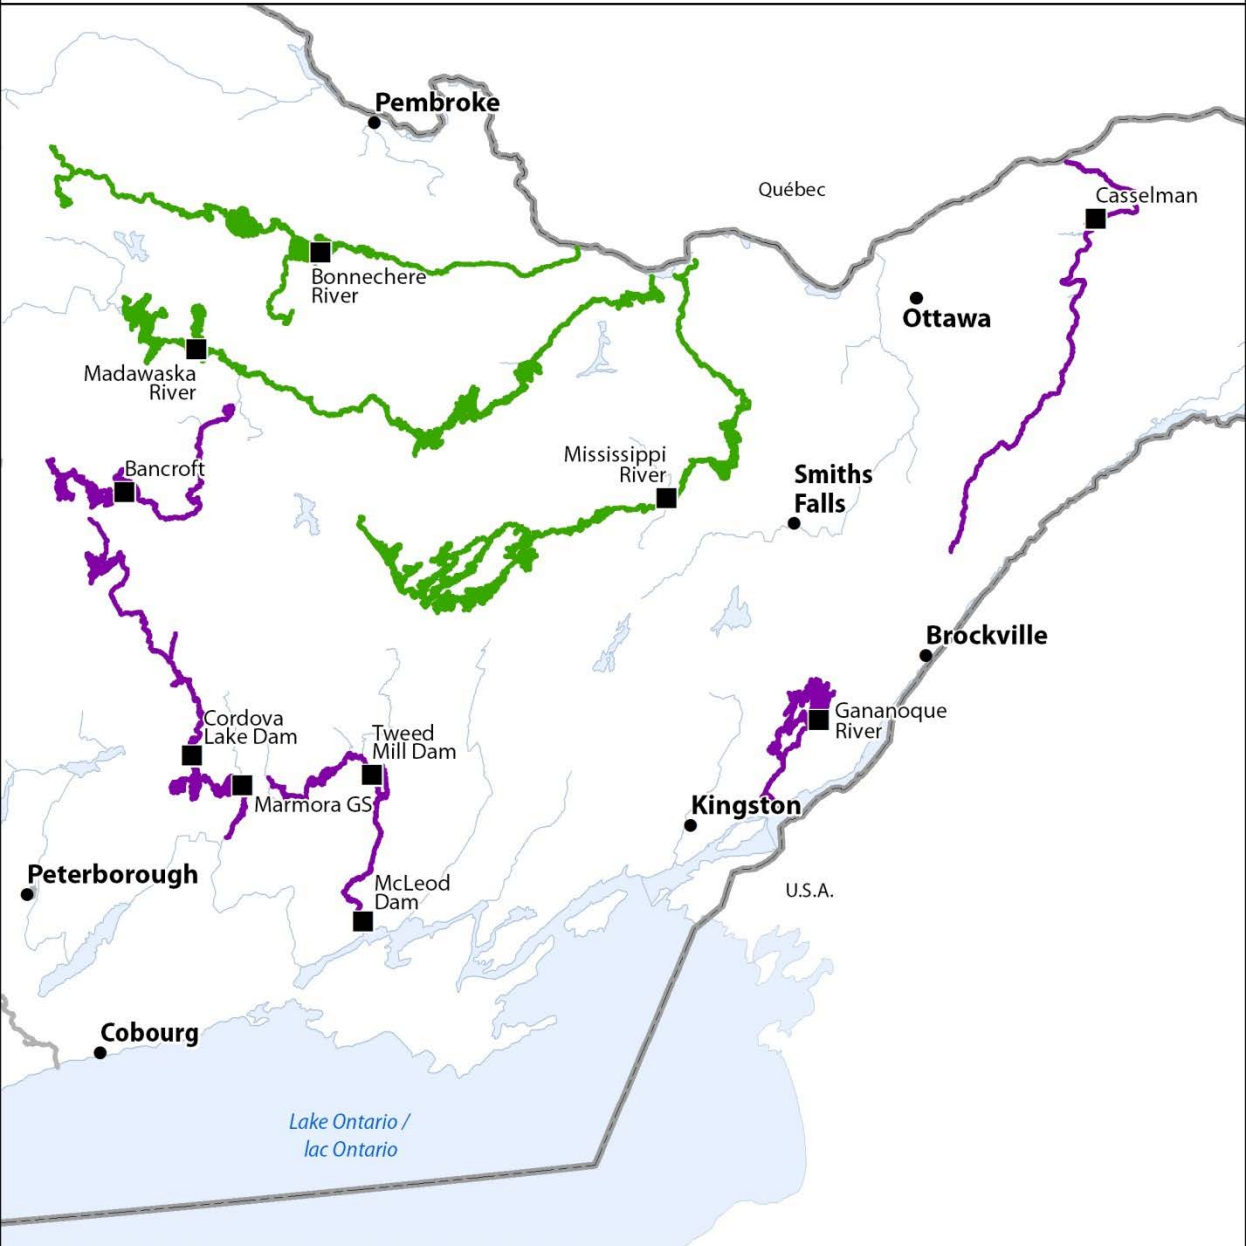 Pembroke
Québec
Casselman
Bonnechere
River
Ottawa
Madawaska
River
Mississippi
River
Bancroft
Smiths
Falls
Brockville
Gananoque
River
Cordova
Lake Dam
Tweed
Mill Dam
Marmora GS
Kingston
Peterborough
McLeod
Dam
U.S.A.
Cobourg
Lake Ontario /
lac Ontario